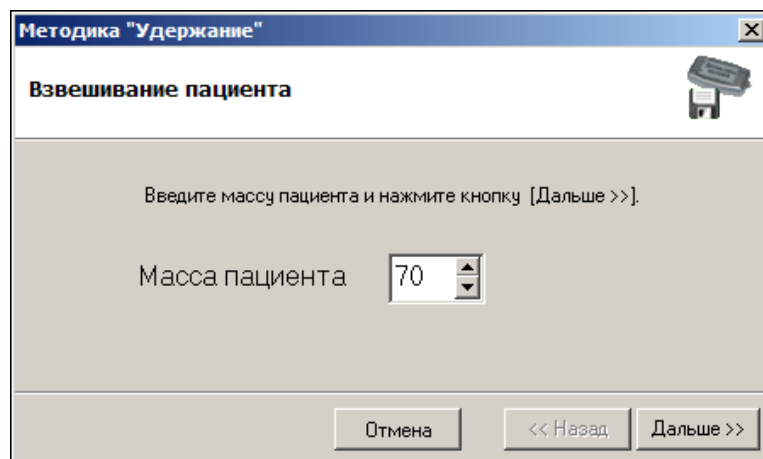 Методика "Удержание"
Взвешивание пациента
Введите массу пациента и нажмите кнопку [Дальше >>].
Масса пациента 70
Отмена << Назад Дальше >>